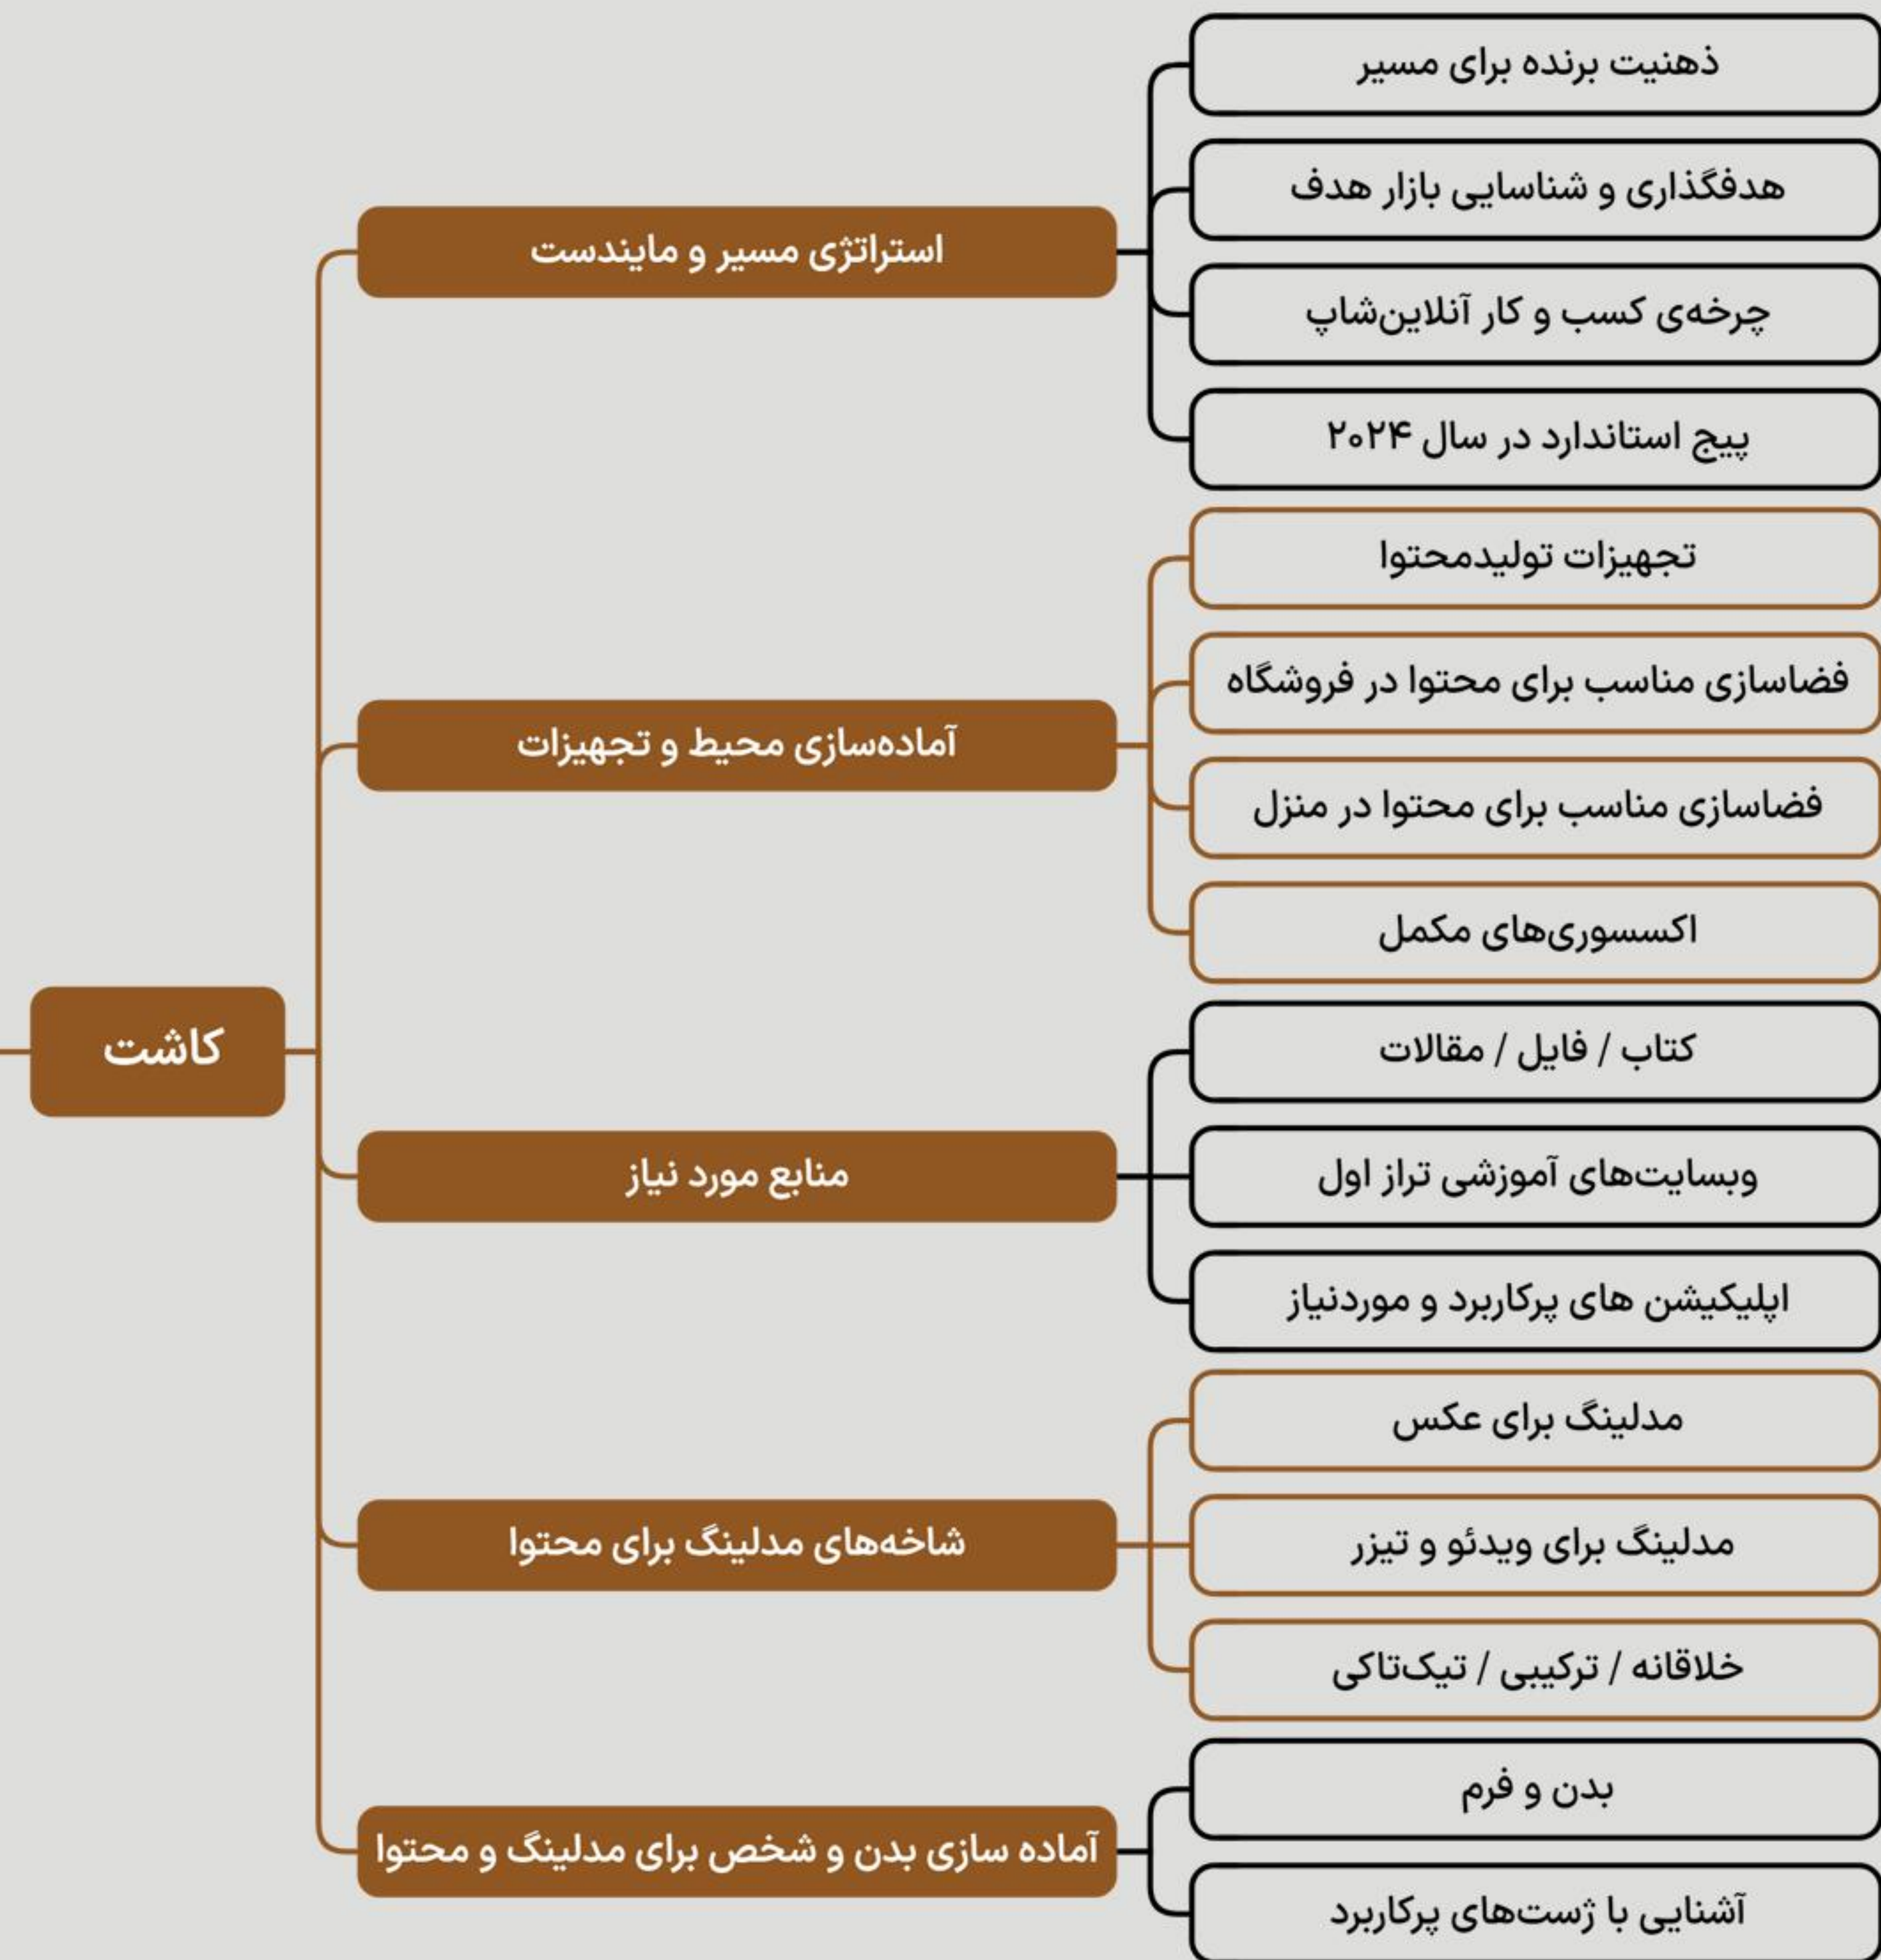 کاشت
استراتژی مسیر و مایندست
ذهنیت برنده برای مسیر
هدفگذاری و شناسایی بازار هدف
چرخه‌ی کسب و کار آنلاین‌شاپ
پیج استاندارد در سال ۲۰۲۴
آماده‌سازی محیط و تجهیزات
تجهیزات تولیدمحتوا
فضاسازی مناسب برای محتوا در فروشگاه
فضاسازی مناسب برای محتوا در منزل
اکسسوری‌های مکمل
منابع مورد نیاز
کتاب / فایل / مقالات
وبسایت‌های آموزشی تراز اول
اپلیکیشن های پرکاربرد و موردنیاز
شاخه‌های مدلینگ برای محتوا
مدلینگ برای عکس
مدلینگ برای ویدئو و تیزر
خلاقانه / ترکیبی / تیک‌تاکی
آماده سازی بدن و شخص برای مدلینگ و محتوا
بدن و فرم
آشنایی با ژست‌های پرکاربرد